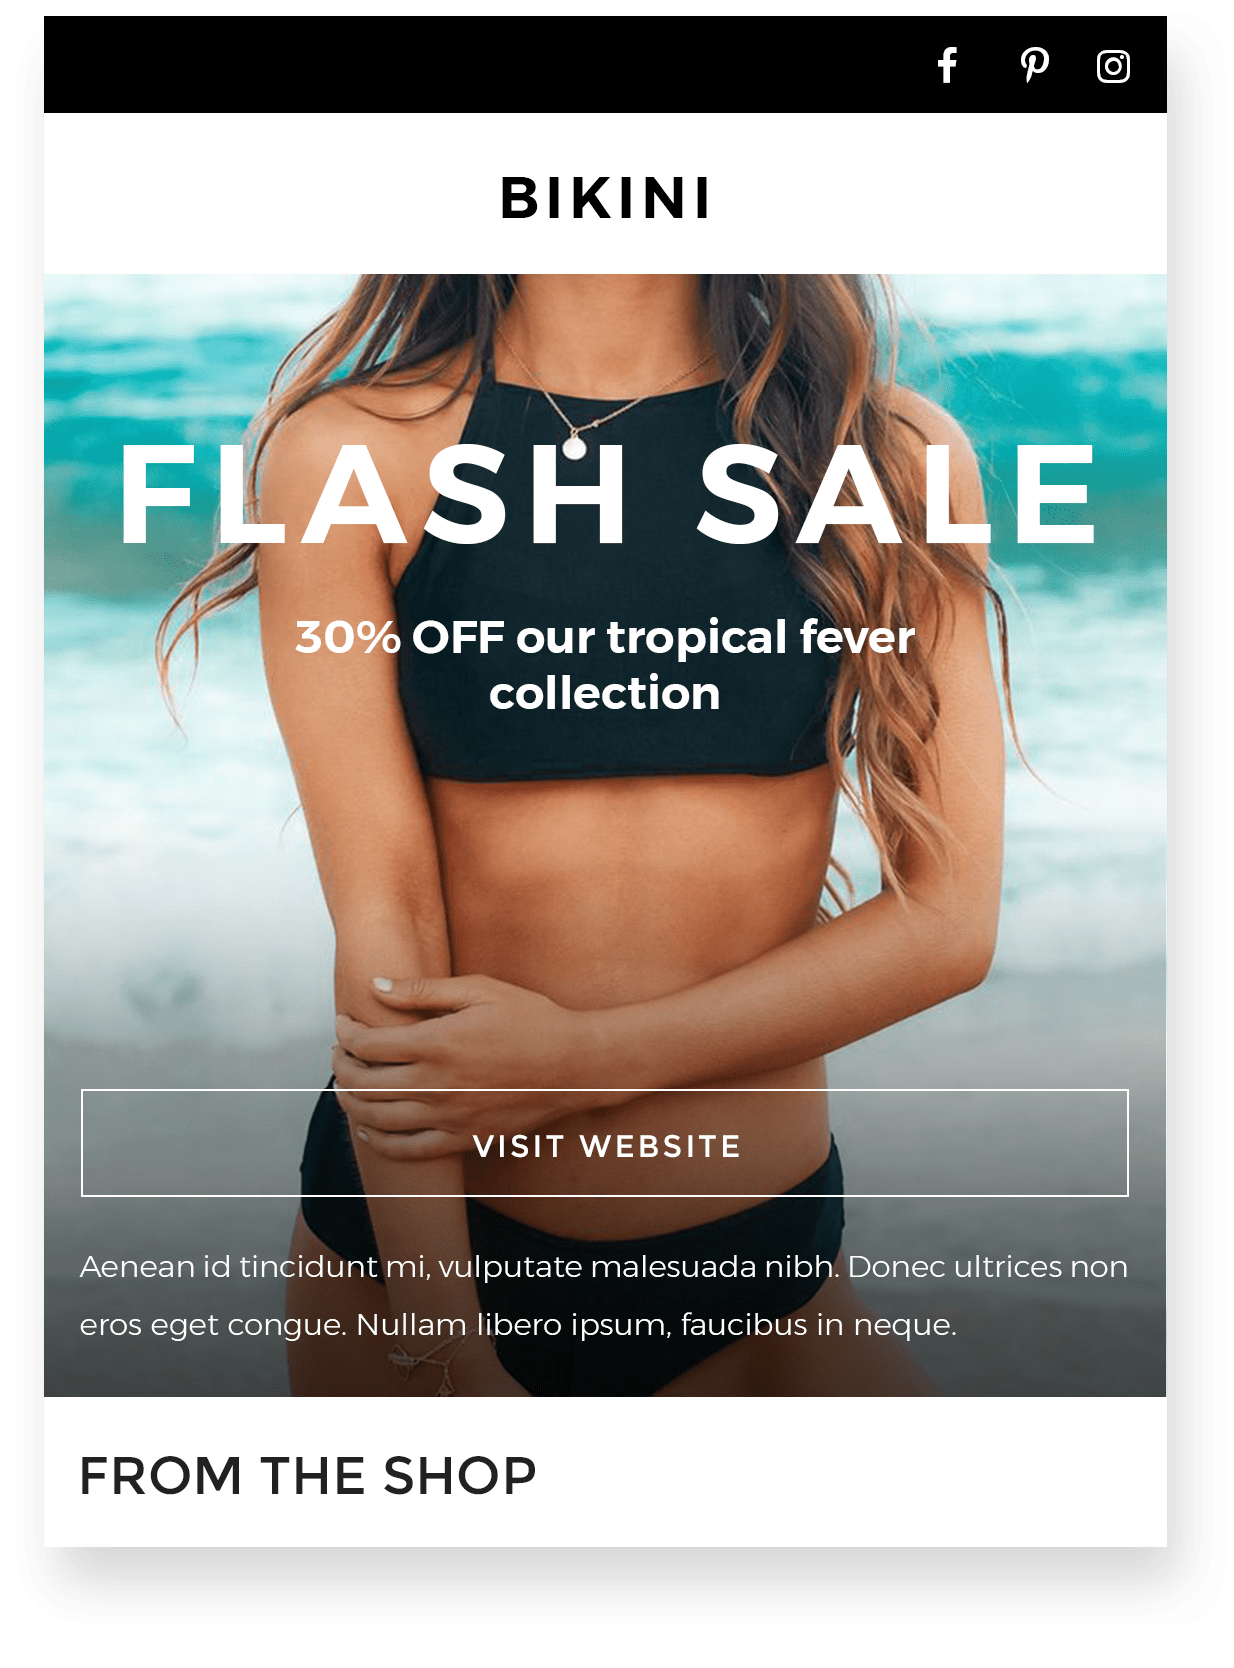 BIKINI
FLASH SALE
30% OFF our tropical fever
collection
VISIT WEBSITE
Aenean id tincidunt mi, vulputate malesuada nibh. Donec ultrices non
eros eget congue. Nullam libero ipsum, faucibus in neque.
FROM THE SHOP